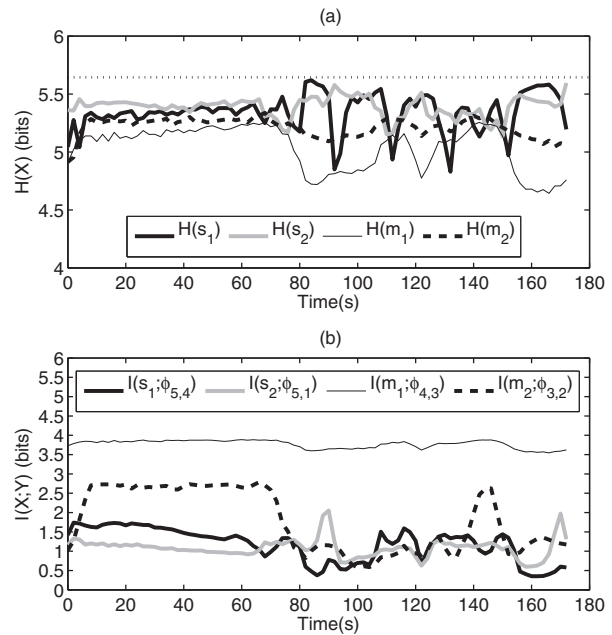 (a)
6
5.5
5
4.5
4
H(X) (bits)
H(s1) H(s2) H(m1) H(m2)
0 20 40 60 80 100 120 140 160 180
Time(s)
(b)
6
5.5
5
4.5
4
3.5
3
2.5
2
1.5
1
0.5
0
I(X;Y) (bits)
I(s1;ϕ5,4) I(s2;ϕ5,1) I(m1;ϕ4,3) I(m2;ϕ3,2)
0 20 40 60 80 100 120 140 160 180
Time(s)